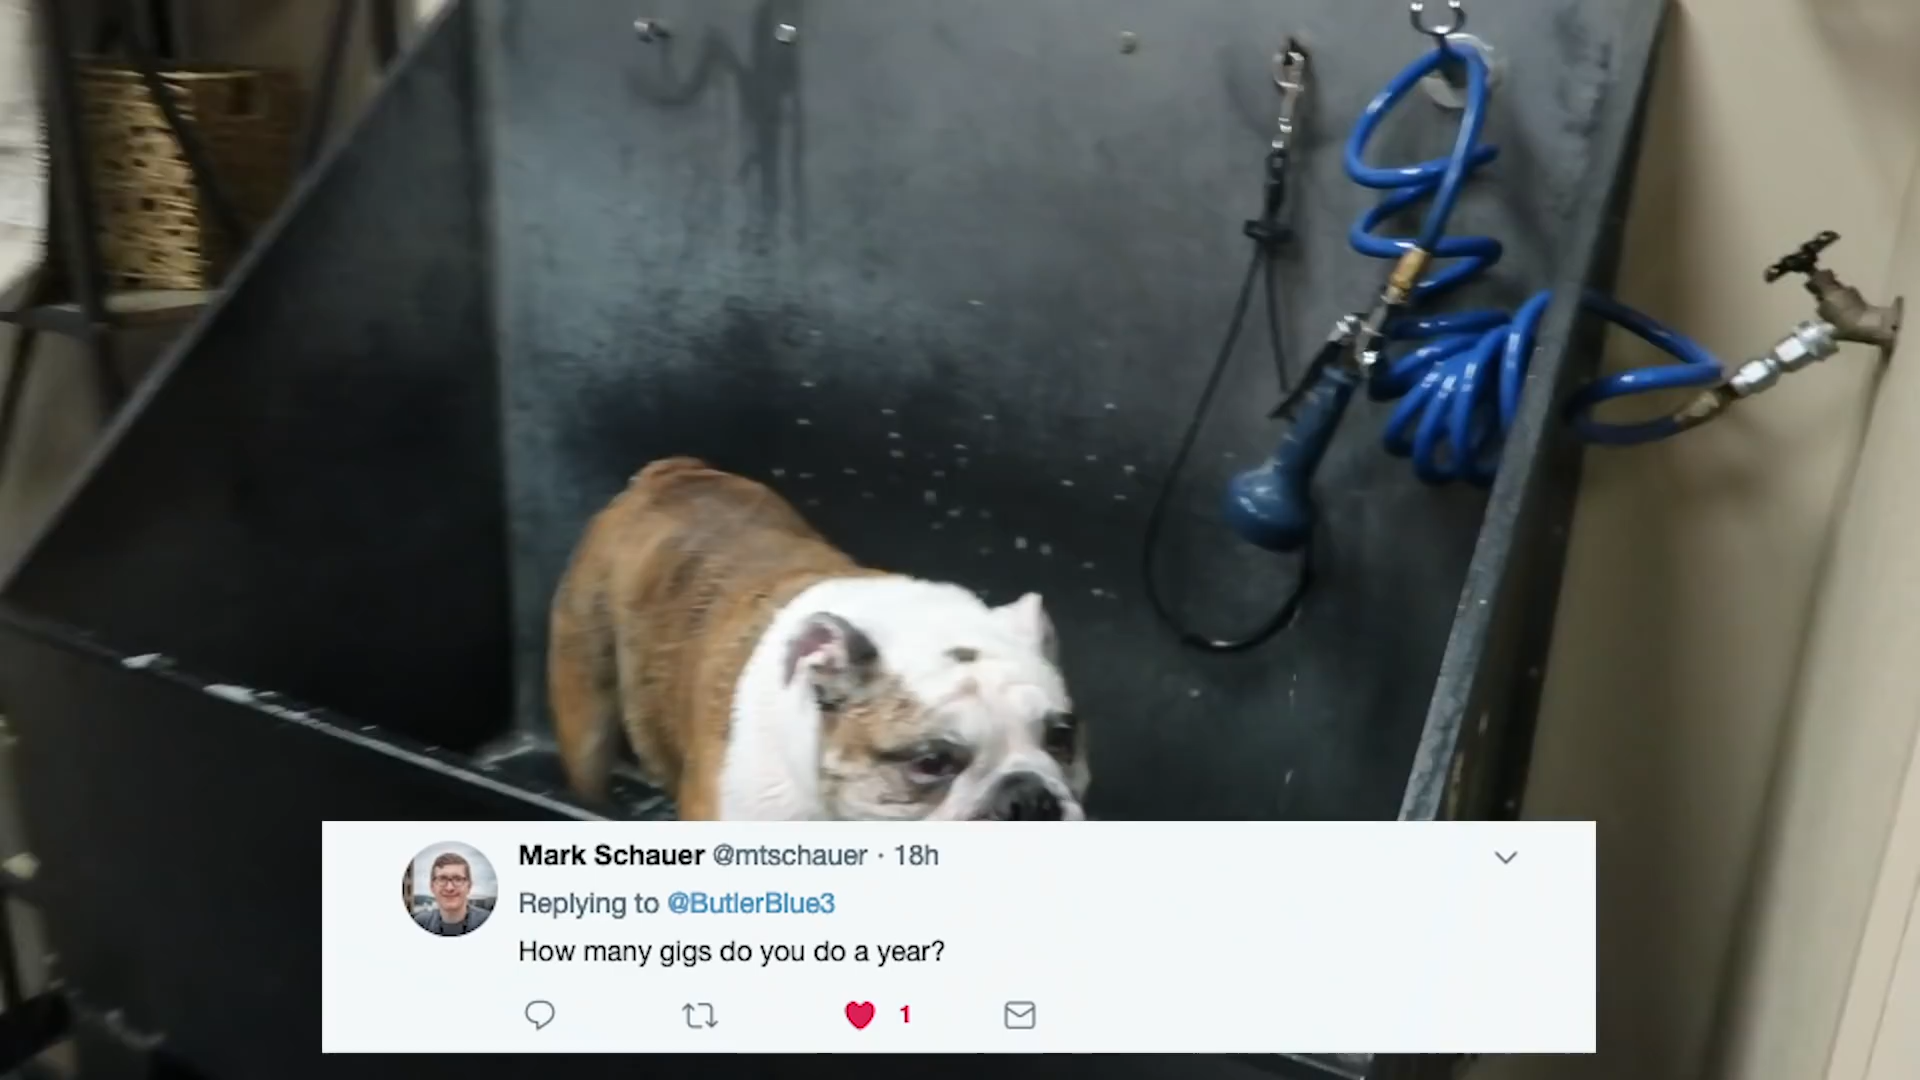 Mark Schauer @mtschauer · 18h
Replying to @ButlerBlue3
How many gigs do you do a year?
1